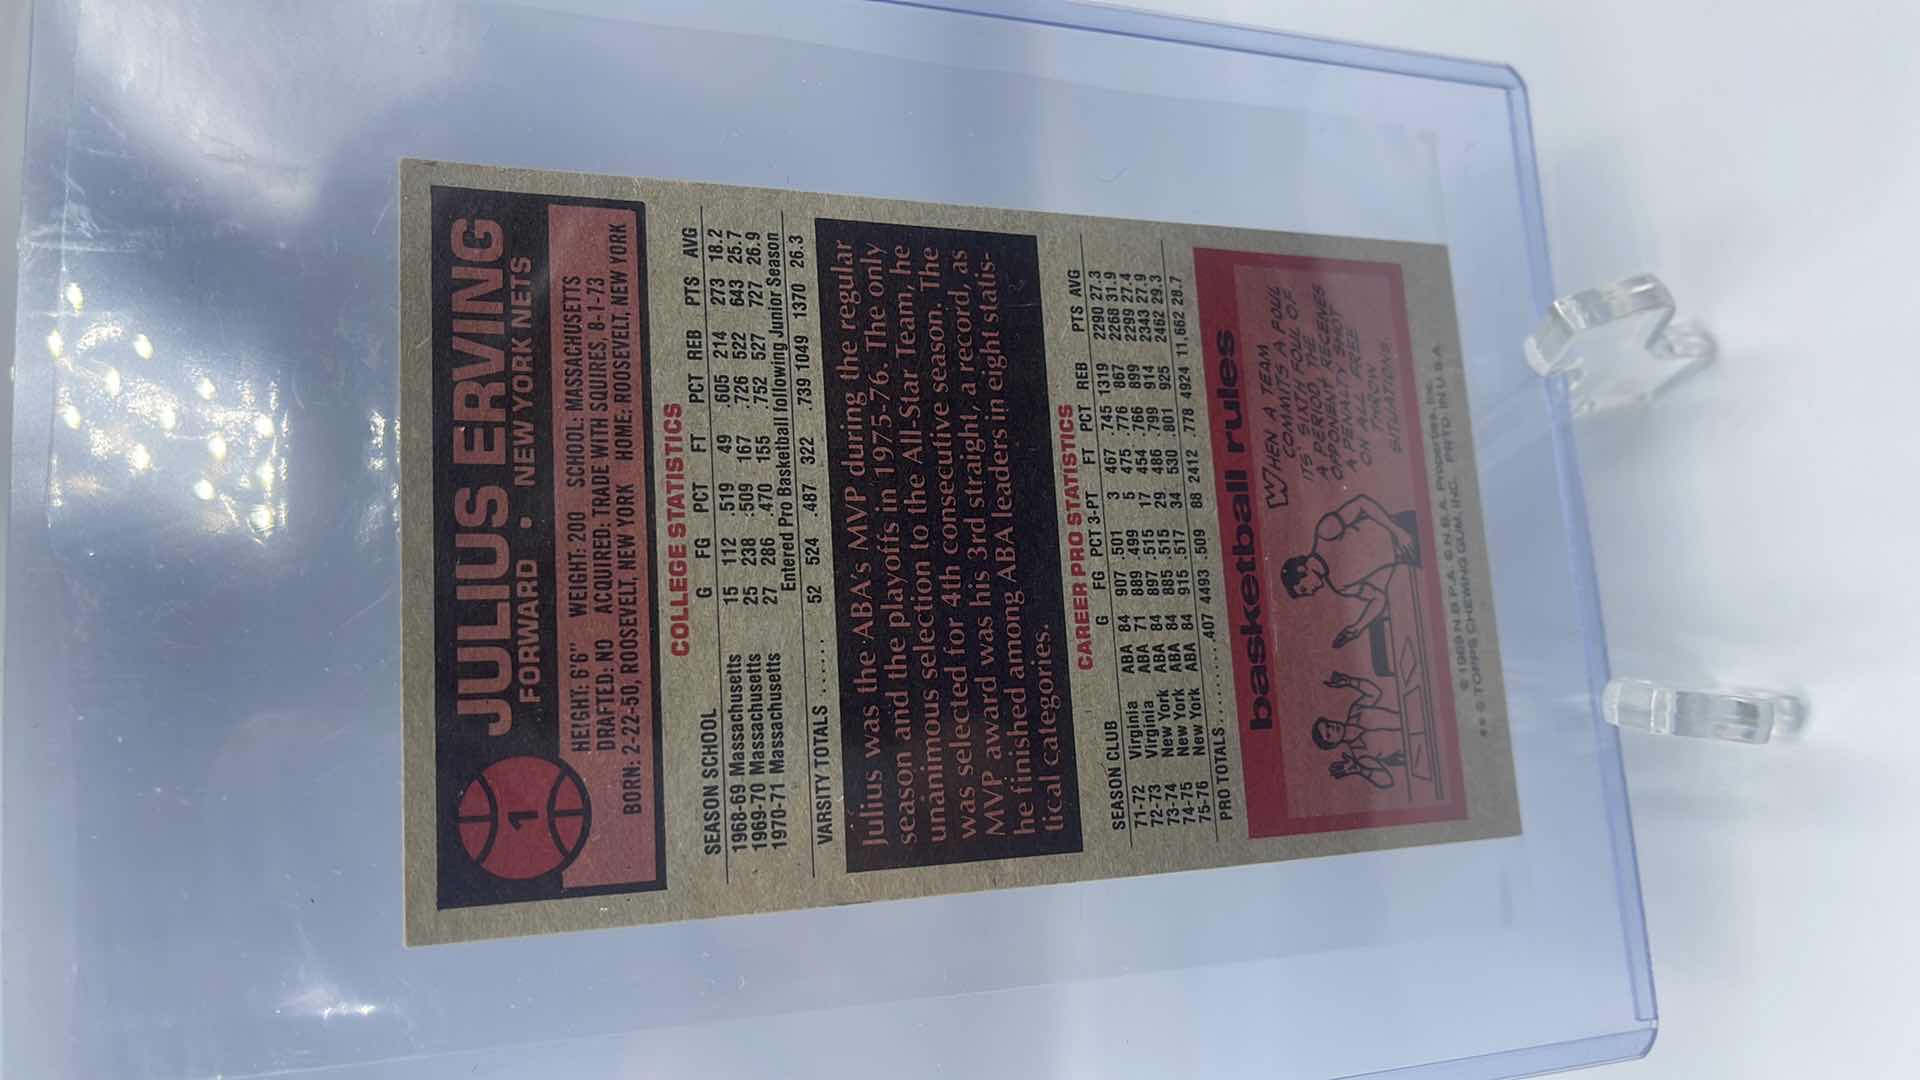 1
JULIUS ERVING
FORWARD • NEW YORK NETS
HEIGHT: 6'6" WEIGHT: 200 SCHOOL: MASSACHUSETTS
DRAFTED: NO ACQUIRED: TRADE WITH SQUIRES, 8-1-73
BORN: 2-22-50, ROOSEVELT, NEW YORK HOME: ROOSEVELT, NEW YORK
COLLEGE STATISTICS
SEASON SCHOOL G FG PCT FT PCT REB PTS AVG
1968-69 Massachusetts 15 112 .519 49 .605 214 273 18.2
1969-70 Massachusetts 25 238 .509 167 .726 522 643 25.7
1970-71 Massachusetts 27 286 .470 155 .752 527 727 26.9
Entered Pro Basketball following Junior Season
VARSITY TOTALS ...... 52 524 .487 322 .739 1049 1370 26.3
Julius was the ABA's MVP during the regular
season and the playoffs in 1975-76. The only
unanimous selection to the All-Star Team, he
was selected for 4th consecutive season. The
MVP award was his 3rd straight, a record, as
he finished among ABA leaders in eight statis-
tical categories.
CAREER PRO STATISTICS
SEASON CLUB G FG PCT 3-PT FT PCT REB PTS AVG
71-72 Virginia ABA 84 907 .501 3 467 .745 1319 2290 27.3
72-73 Virginia ABA 71 889 .499 5 475 .776 867 2268 31.9
73-74 New York ABA 84 897 .515 17 454 .766 899 2299 27.4
74-75 New York ABA 84 885 .515 29 486 .799 914 2343 27.9
75-76 New York ABA 84 915 .517 34 530 .801 925 2462 29.3
PRO TOTALS.......... 407 4493 .509 88 2412 .778 4924 11,662 28.7
basketball rules
WHEN A TEAM
COMMITS A FOUL
ITS' SIXTH FOUL OF
A PERIOD, THE
OPPONENT RECEIVES
A PENALTY SHOT
ON ALL FREE
THROW
SITUATIONS.
© 1969 N.B.P.A. & N.B.A. Properties, Inc.
** © TOPPS CHEWING GUM, INC. PRTD. IN U.S.A.